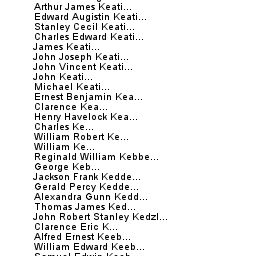 Arthur James Keati...
Edward Augistin Keati...
Stanley Cecil Keati...
Charles Edward Keati...
James Keati...
John Joseph Keati...
John Vincent Keati...
John Keati...
Michael Keati...
Ernest Benjamin Kea...
Clarence Kea...
Henry Havelock Kea...
Charles Ke...
William Robert Ke...
William Ke...
Reginald William Kebbe...
George Keb...
Jackson Frank Kedde...
Gerald Percy Kedde...
Alexandra Gunn Kedd...
Thomas James Ked...
John Robert Stanley Kedzl...
Clarence Eric K...
Alfred Ernest Keeb...
William Edward Keeb...
Samuel Edwin Keeb...